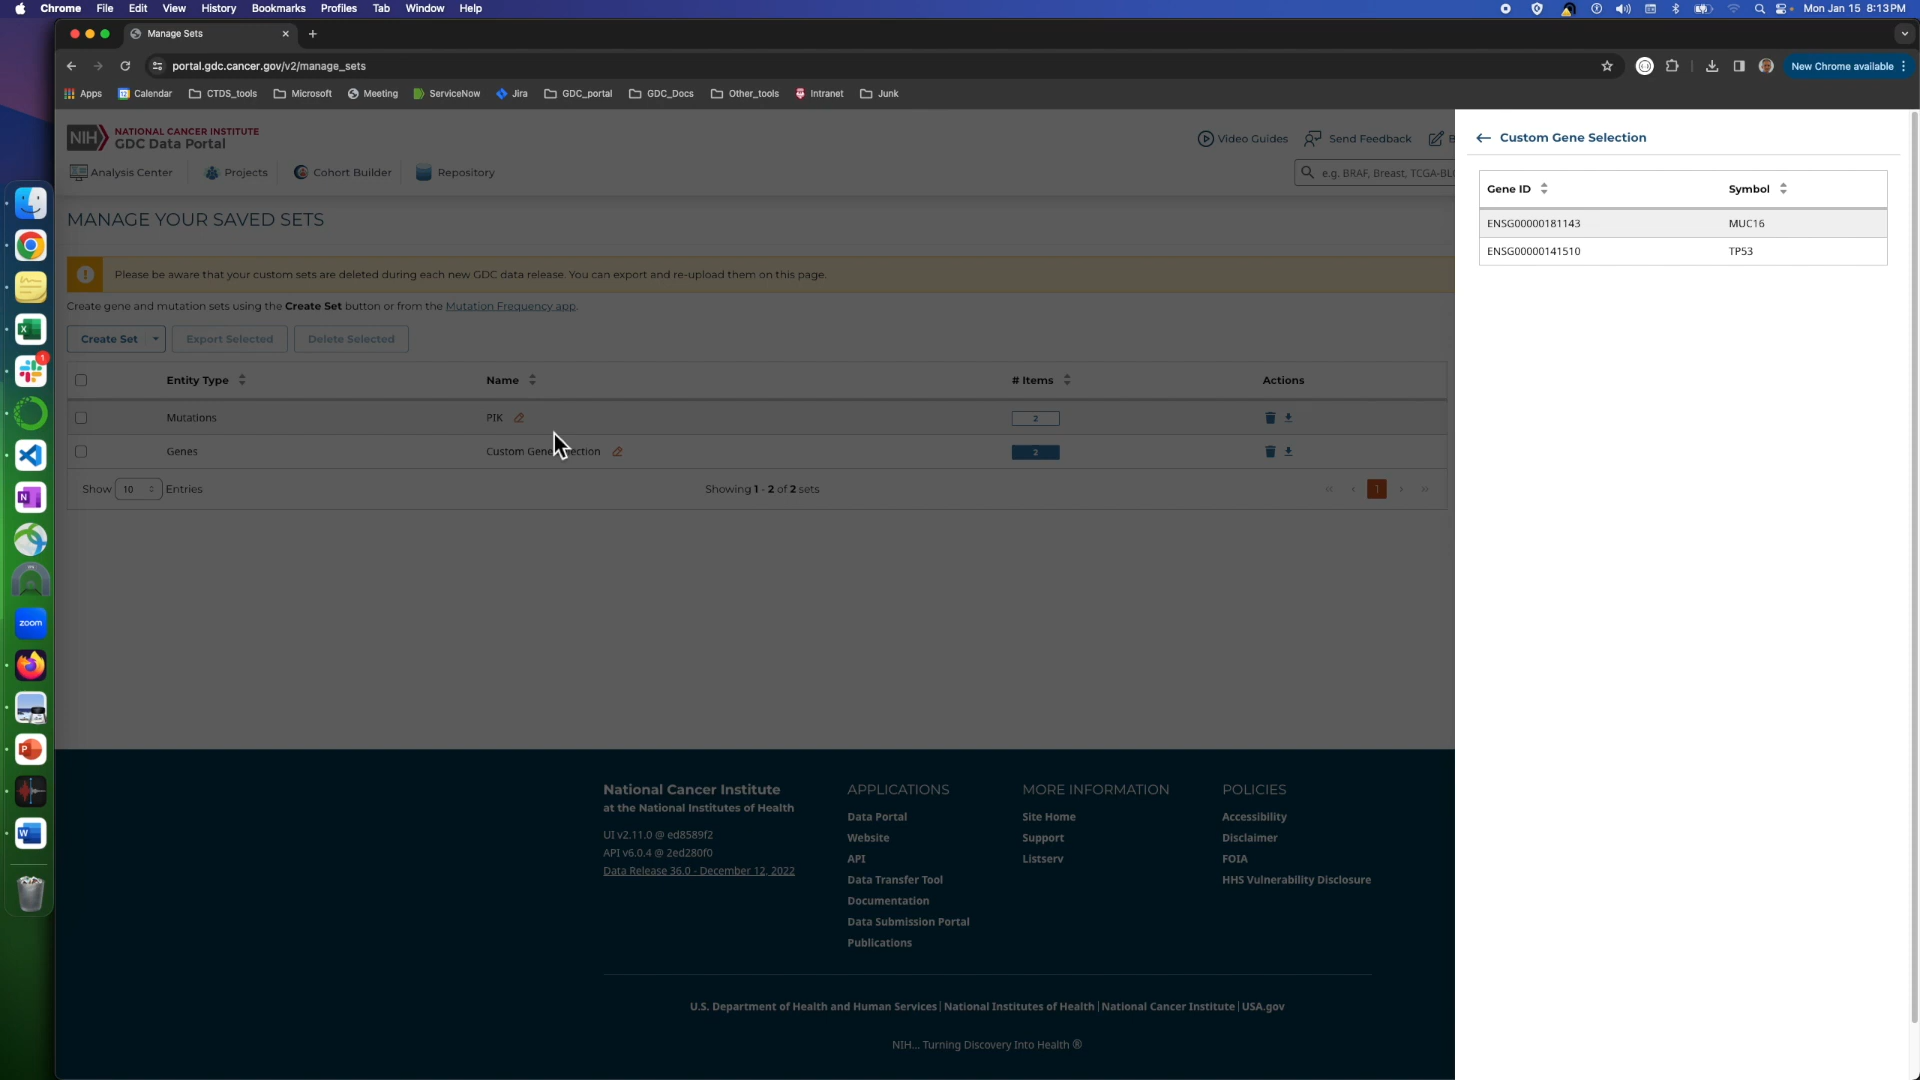 Chrome File Edit View History Bookmarks Profiles Tab Window Help Mon Jan 15 8:13PM
Manage Sets
portal.gdc.cancer.gov/v2/manage_sets New Chrome available
Apps Calendar CTDS_tools Microsoft Meeting ServiceNow Jira GDC_portal GDC_Docs Other_tools Intranet Junk
NIH NATIONAL CANCER INSTITUTE
GDC Data Portal
Video Guides Send Feedback
Analysis Center Projects Cohort Builder Repository e.g. BRAF, Breast, TCGA-BL
MANAGE YOUR SAVED SETS
Please be aware that your custom sets are deleted during each new GDC data release. You can export and re-upload them on this page.
Create gene and mutation sets using the Create Set button or from the Mutation Frequency app.
Create Set Export Selected Delete Selected
Entity Type Name # Items Actions
Mutations PIK 2
Genes Custom Gene ection 2
Show 10 Entries Showing 1 - 2 of 2 sets 1
Custom Gene Selection
Gene ID Symbol
ENSG00000181143 MUC16
ENSG00000141510 TP53
1
zoom
National Cancer Institute
at the National Institutes of Health
UI v2.11.0 @ ed8589f2
API v6.0.4 @ 2ed280f0
Data Release 36.0 - December 12, 2022
APPLICATIONS
Data Portal
Website
API
Data Transfer Tool
Documentation
Data Submission Portal
Publications
MORE INFORMATION
Site Home
Support
Listserv
POLICIES
Accessibility
Disclaimer
FOIA
HHS Vulnerability Disclosure
U.S. Department of Health and Human Services | National Institutes of Health | National Cancer Institute | USA.gov
NIH... Turning Discovery Into Health ®